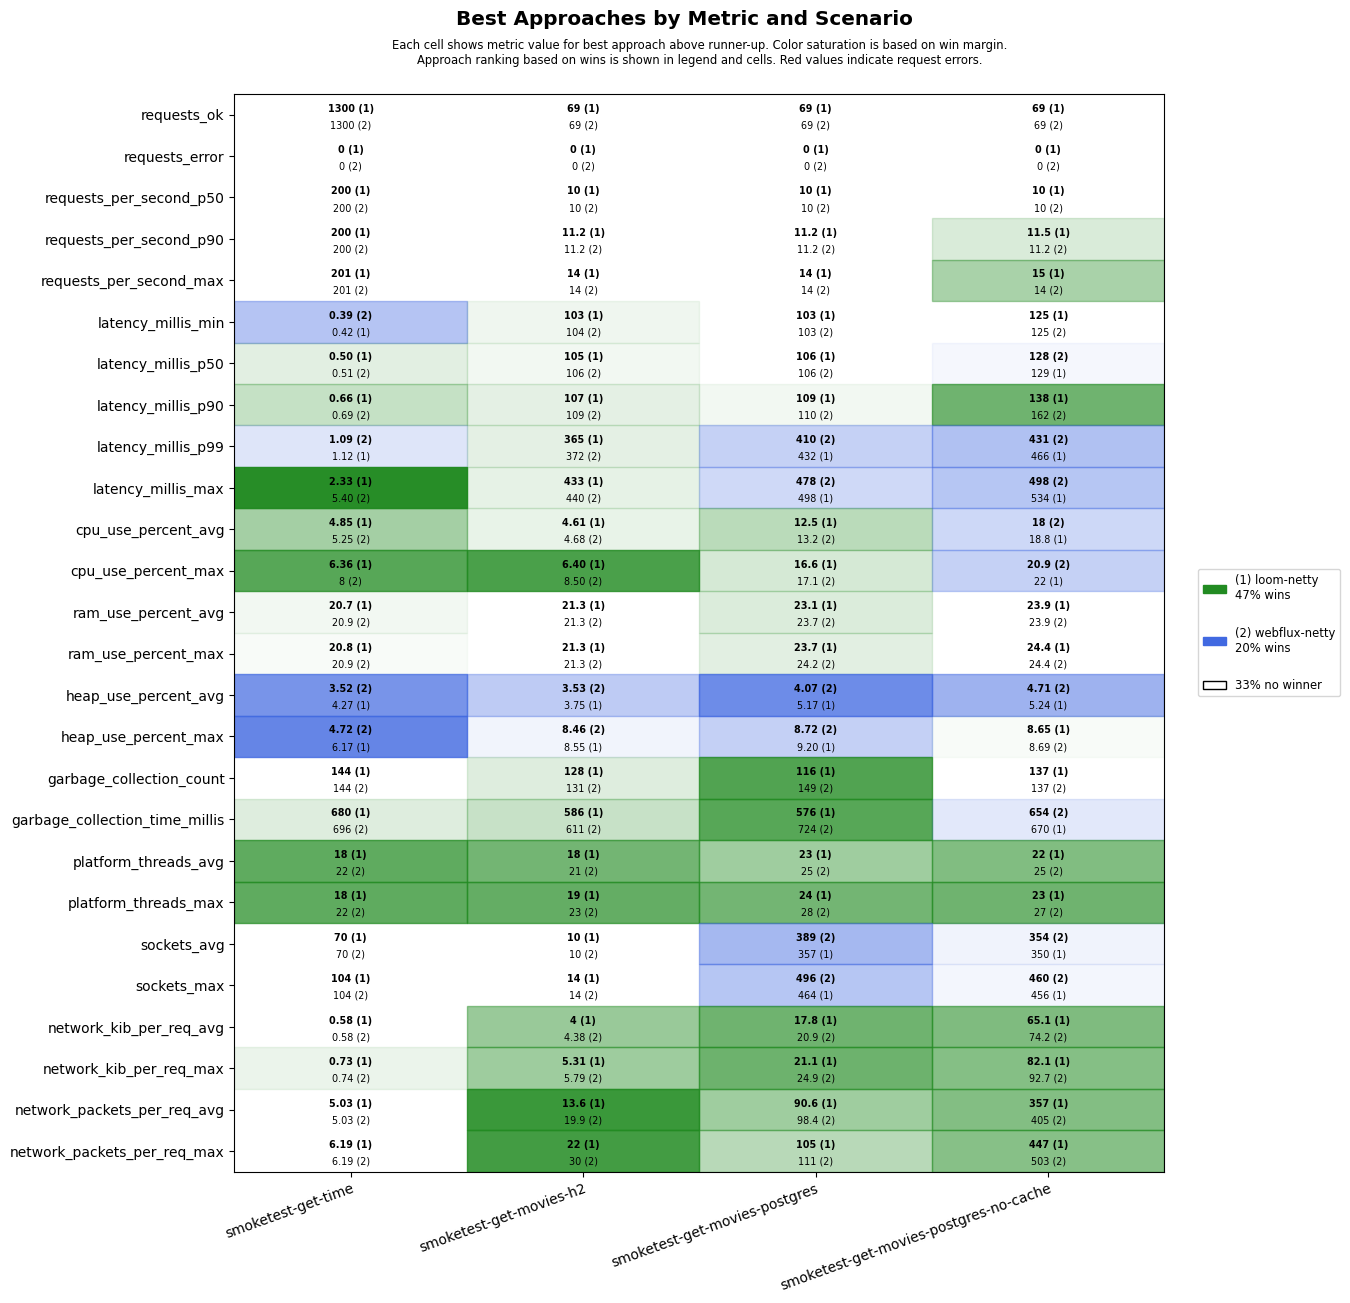 Best Approaches by Metric and Scenario
Each cell shows metric value for best approach above runner-up. Color saturation is based on win margin.
Approach ranking based on wins is shown in legend and cells. Red values indicate request errors.
requests_ok
1300 (1) 69 (1) 69 (1) 69 (1)
1300 (2) 69 (2) 69 (2) 69 (2)
requests_error
0 (1) 0 (1) 0 (1) 0 (1)
0 (2) 0 (2) 0 (2) 0 (2)
requests_per_second_p50
200 (1) 10 (1) 10 (1) 10 (1)
200 (2) 10 (2) 10 (2) 10 (2)
requests_per_second_p90
200 (1) 11.2 (1) 11.2 (1) 11.5 (1)
200 (2) 11.2 (2) 11.2 (2) 11.2 (2)
requests_per_second_max
201 (1) 14 (1) 14 (1) 15 (1)
201 (2) 14 (2) 14 (2) 14 (2)
latency_millis_min
0.39 (2) 103 (1) 103 (1) 125 (1)
0.42 (1) 104 (2) 103 (2) 125 (2)
latency_millis_p50
0.50 (1) 105 (1) 106 (1) 128 (2)
0.51 (2) 106 (2) 106 (2) 129 (1)
latency_millis_p90
0.66 (1) 107 (1) 109 (1) 138 (1)
0.69 (2) 109 (2) 110 (2) 162 (2)
latency_millis_p99
1.09 (2) 365 (1) 410 (2) 431 (2)
1.12 (1) 372 (2) 432 (1) 466 (1)
latency_millis_max
2.33 (1) 433 (1) 478 (2) 498 (2)
5.40 (2) 440 (2) 498 (1) 534 (1)
cpu_use_percent_avg
4.85 (1) 4.61 (1) 12.5 (1) 18 (2)
5.25 (2) 4.68 (2) 13.2 (2) 18.8 (1)
cpu_use_percent_max
6.36 (1) 6.40 (1) 16.6 (1) 20.9 (2)
8 (2) 8.50 (2) 17.1 (2) 22 (1)
ram_use_percent_avg
20.7 (1) 21.3 (1) 23.1 (1) 23.9 (1)
20.9 (2) 21.3 (2) 23.7 (2) 23.9 (2)
ram_use_percent_max
20.8 (1) 21.3 (1) 23.7 (1) 24.4 (1)
20.9 (2) 21.3 (2) 24.2 (2) 24.4 (2)
heap_use_percent_avg
3.52 (2) 3.53 (2) 4.07 (2) 4.71 (2)
4.27 (1) 3.75 (1) 5.17 (1) 5.24 (1)
heap_use_percent_max
4.72 (2) 8.46 (2) 8.72 (2) 8.65 (1)
6.17 (1) 8.55 (1) 9.20 (1) 8.69 (2)
garbage_collection_count
144 (1) 128 (1) 116 (1) 137 (1)
144 (2) 131 (2) 149 (2) 137 (2)
garbage_collection_time_millis
680 (1) 586 (1) 576 (1) 654 (2)
696 (2) 611 (2) 724 (2) 670 (1)
platform_threads_avg
18 (1) 18 (1) 23 (1) 22 (1)
22 (2) 21 (2) 25 (2) 25 (2)
platform_threads_max
18 (1) 19 (1) 24 (1) 23 (1)
22 (2) 23 (2) 28 (2) 27 (2)
sockets_avg
70 (1) 10 (1) 389 (2) 354 (2)
70 (2) 10 (2) 357 (1) 350 (1)
sockets_max
104 (1) 14 (1) 496 (2) 460 (2)
104 (2) 14 (2) 464 (1) 456 (1)
network_kib_per_req_avg
0.58 (1) 4 (1) 17.8 (1) 65.1 (1)
0.58 (2) 4.38 (2) 20.9 (2) 74.2 (2)
network_kib_per_req_max
0.73 (1) 5.31 (1) 21.1 (1) 82.1 (1)
0.74 (2) 5.79 (2) 24.9 (2) 92.7 (2)
network_packets_per_req_avg
5.03 (1) 13.6 (1) 90.6 (1) 357 (1)
5.03 (2) 19.9 (2) 98.4 (2) 405 (2)
network_packets_per_req_max
6.19 (1) 22 (1) 105 (1) 447 (1)
6.19 (2) 30 (2) 111 (2) 503 (2)
smoketest-get-time
smoketest-get-movies-h2
smoketest-get-movies-postgres
smoketest-get-movies-postgres-no-cache
(1) loom-netty
47% wins
(2) webflux-netty
20% wins
33% no winner